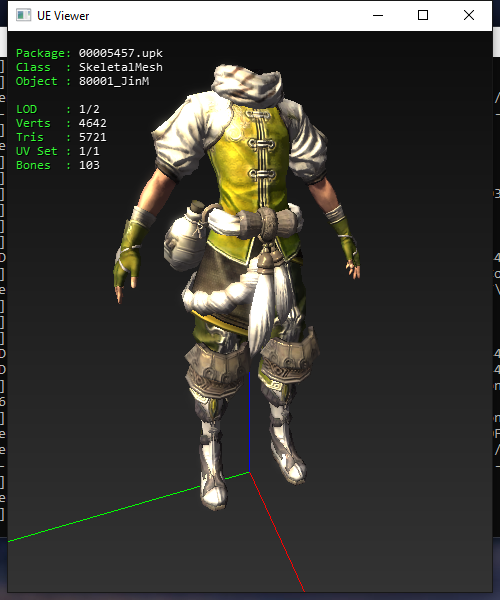 UE Viewer
Package: 00005457.upk
Class : SkeletalMesh
Object : 80001_JinM
LOD : 1/2
Verts : 4642
Tris : 5721
UV Set : 1/1
Bones : 103